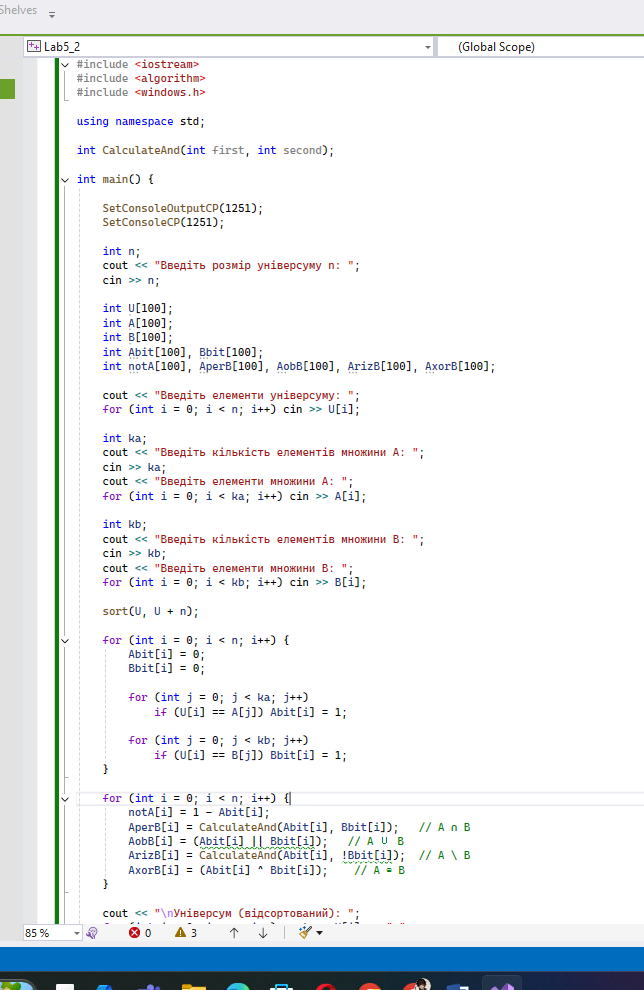 Shelves
Lab5_2 (Global Scope)
#include <iostream>
#include <algorithm>
#include <windows.h>
using namespace std;
int CalculateAnd(int first, int second);
int main() {
SetConsoleOutputCP(1251);
SetConsoleCP(1251);
int n;
cout << "Введіть розмір універсуму n: ";
cin >> n;
int U[100];
int A[100];
int B[100];
int Abit[100], Bbit[100];
int notA[100], AperB[100], AobB[100], ArizB[100], AxorB[100];
cout << "Введіть елементи універсуму: ";
for (int i = 0; i < n; i++) cin >> U[i];
int ka;
cout << "Введіть кількість елементів множини A: ";
cin >> ka;
cout << "Введіть елементи множини A: ";
for (int i = 0; i < ka; i++) cin >> A[i];
int kb;
cout << "Введіть кількість елементів множини B: ";
cin >> kb;
cout << "Введіть елементи множини B: ";
for (int i = 0; i < kb; i++) cin >> B[i];
sort(U, U + n);
for (int i = 0; i < n; i++) {
Abit[i] = 0;
Bbit[i] = 0;
for (int j = 0; j < ka; j++)
if (U[i] == A[j]) Abit[i] = 1;
for (int j = 0; j < kb; j++)
if (U[i] == B[j]) Bbit[i] = 1;
}
for (int i = 0; i < n; i++) {
notA[i] = 1 - Abit[i];
AperB[i] = CalculateAnd(Abit[i], Bbit[i]); // A ∩ B
AobB[i] = (Abit[i] || Bbit[i]); // A ∪ B
ArizB[i] = CalculateAnd(Abit[i], !Bbit[i]); // A \ B
AxorB[i] = (Abit[i] ^ Bbit[i]); // A ⊕ B
}
cout << "\nУніверсум (відсортований): ";
85 % 0 3